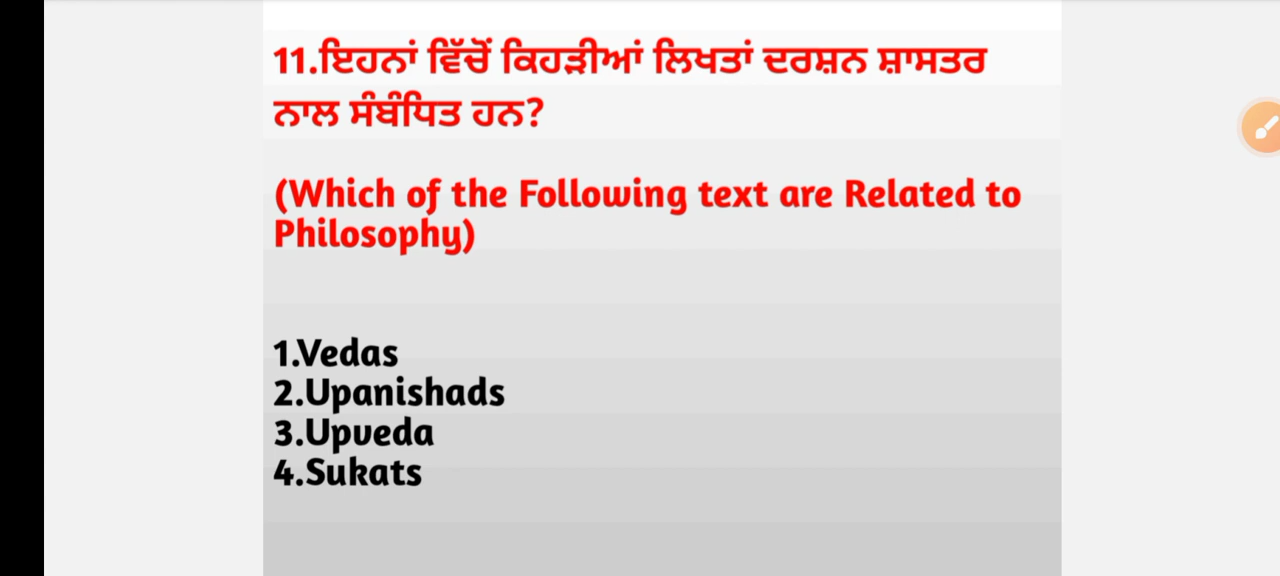 11.ਇਹਨਾਂ ਵਿੱਚੋਂ ਕਿਹੜੀਆਂ ਲਿਖਤਾਂ ਦਰਸ਼ਨ ਸ਼ਾਸਤਰ
ਨਾਲ ਸੰਬੰਧਿਤ ਹਨ?
(Which of the Following text are Related to
Philosophy)
1.Vedas
2.Upanishads
3.Upveda
4.Sukats